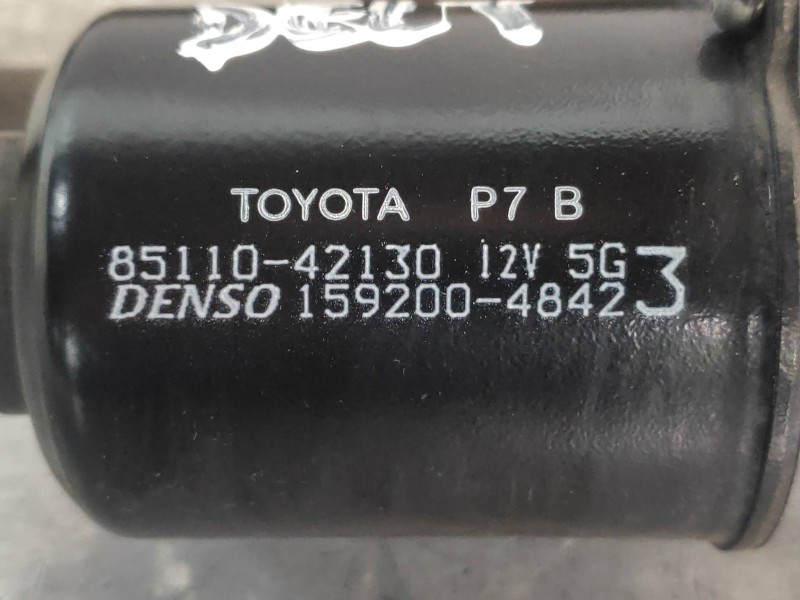 TOYOTA P7 B
85110-42130 12V 5G
DENSO 159200-4842 3